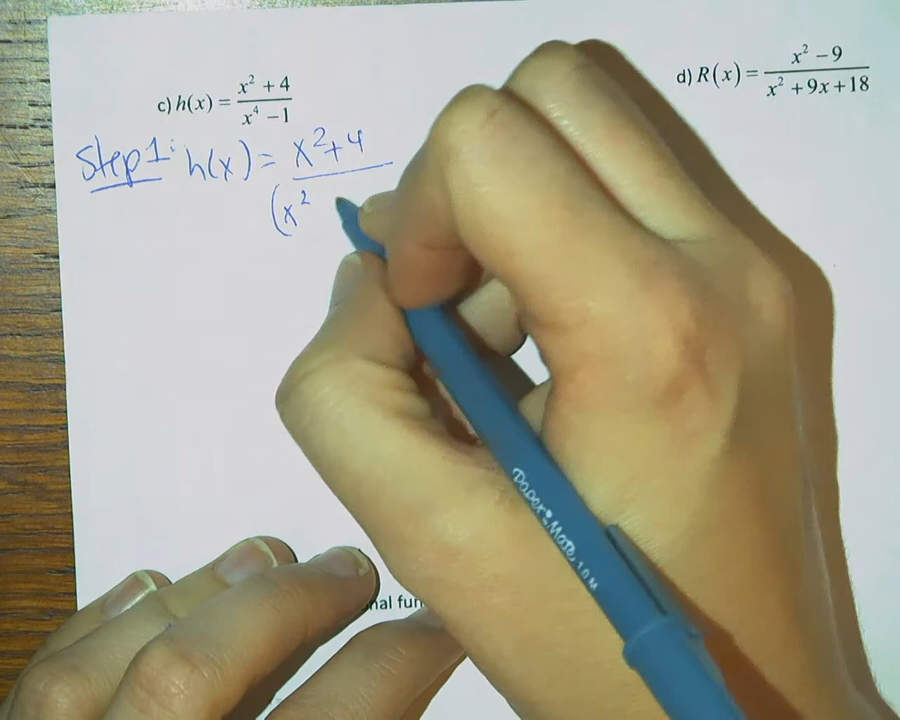 c) h(x) = (x² + 4)/(x⁴ − 1)
d) R(x) = (x² − 9)/(x² + 9x + 18)
Step 1: h(x) = x² + 4
(x²
Paper:Mate 1.0 M
nal fun